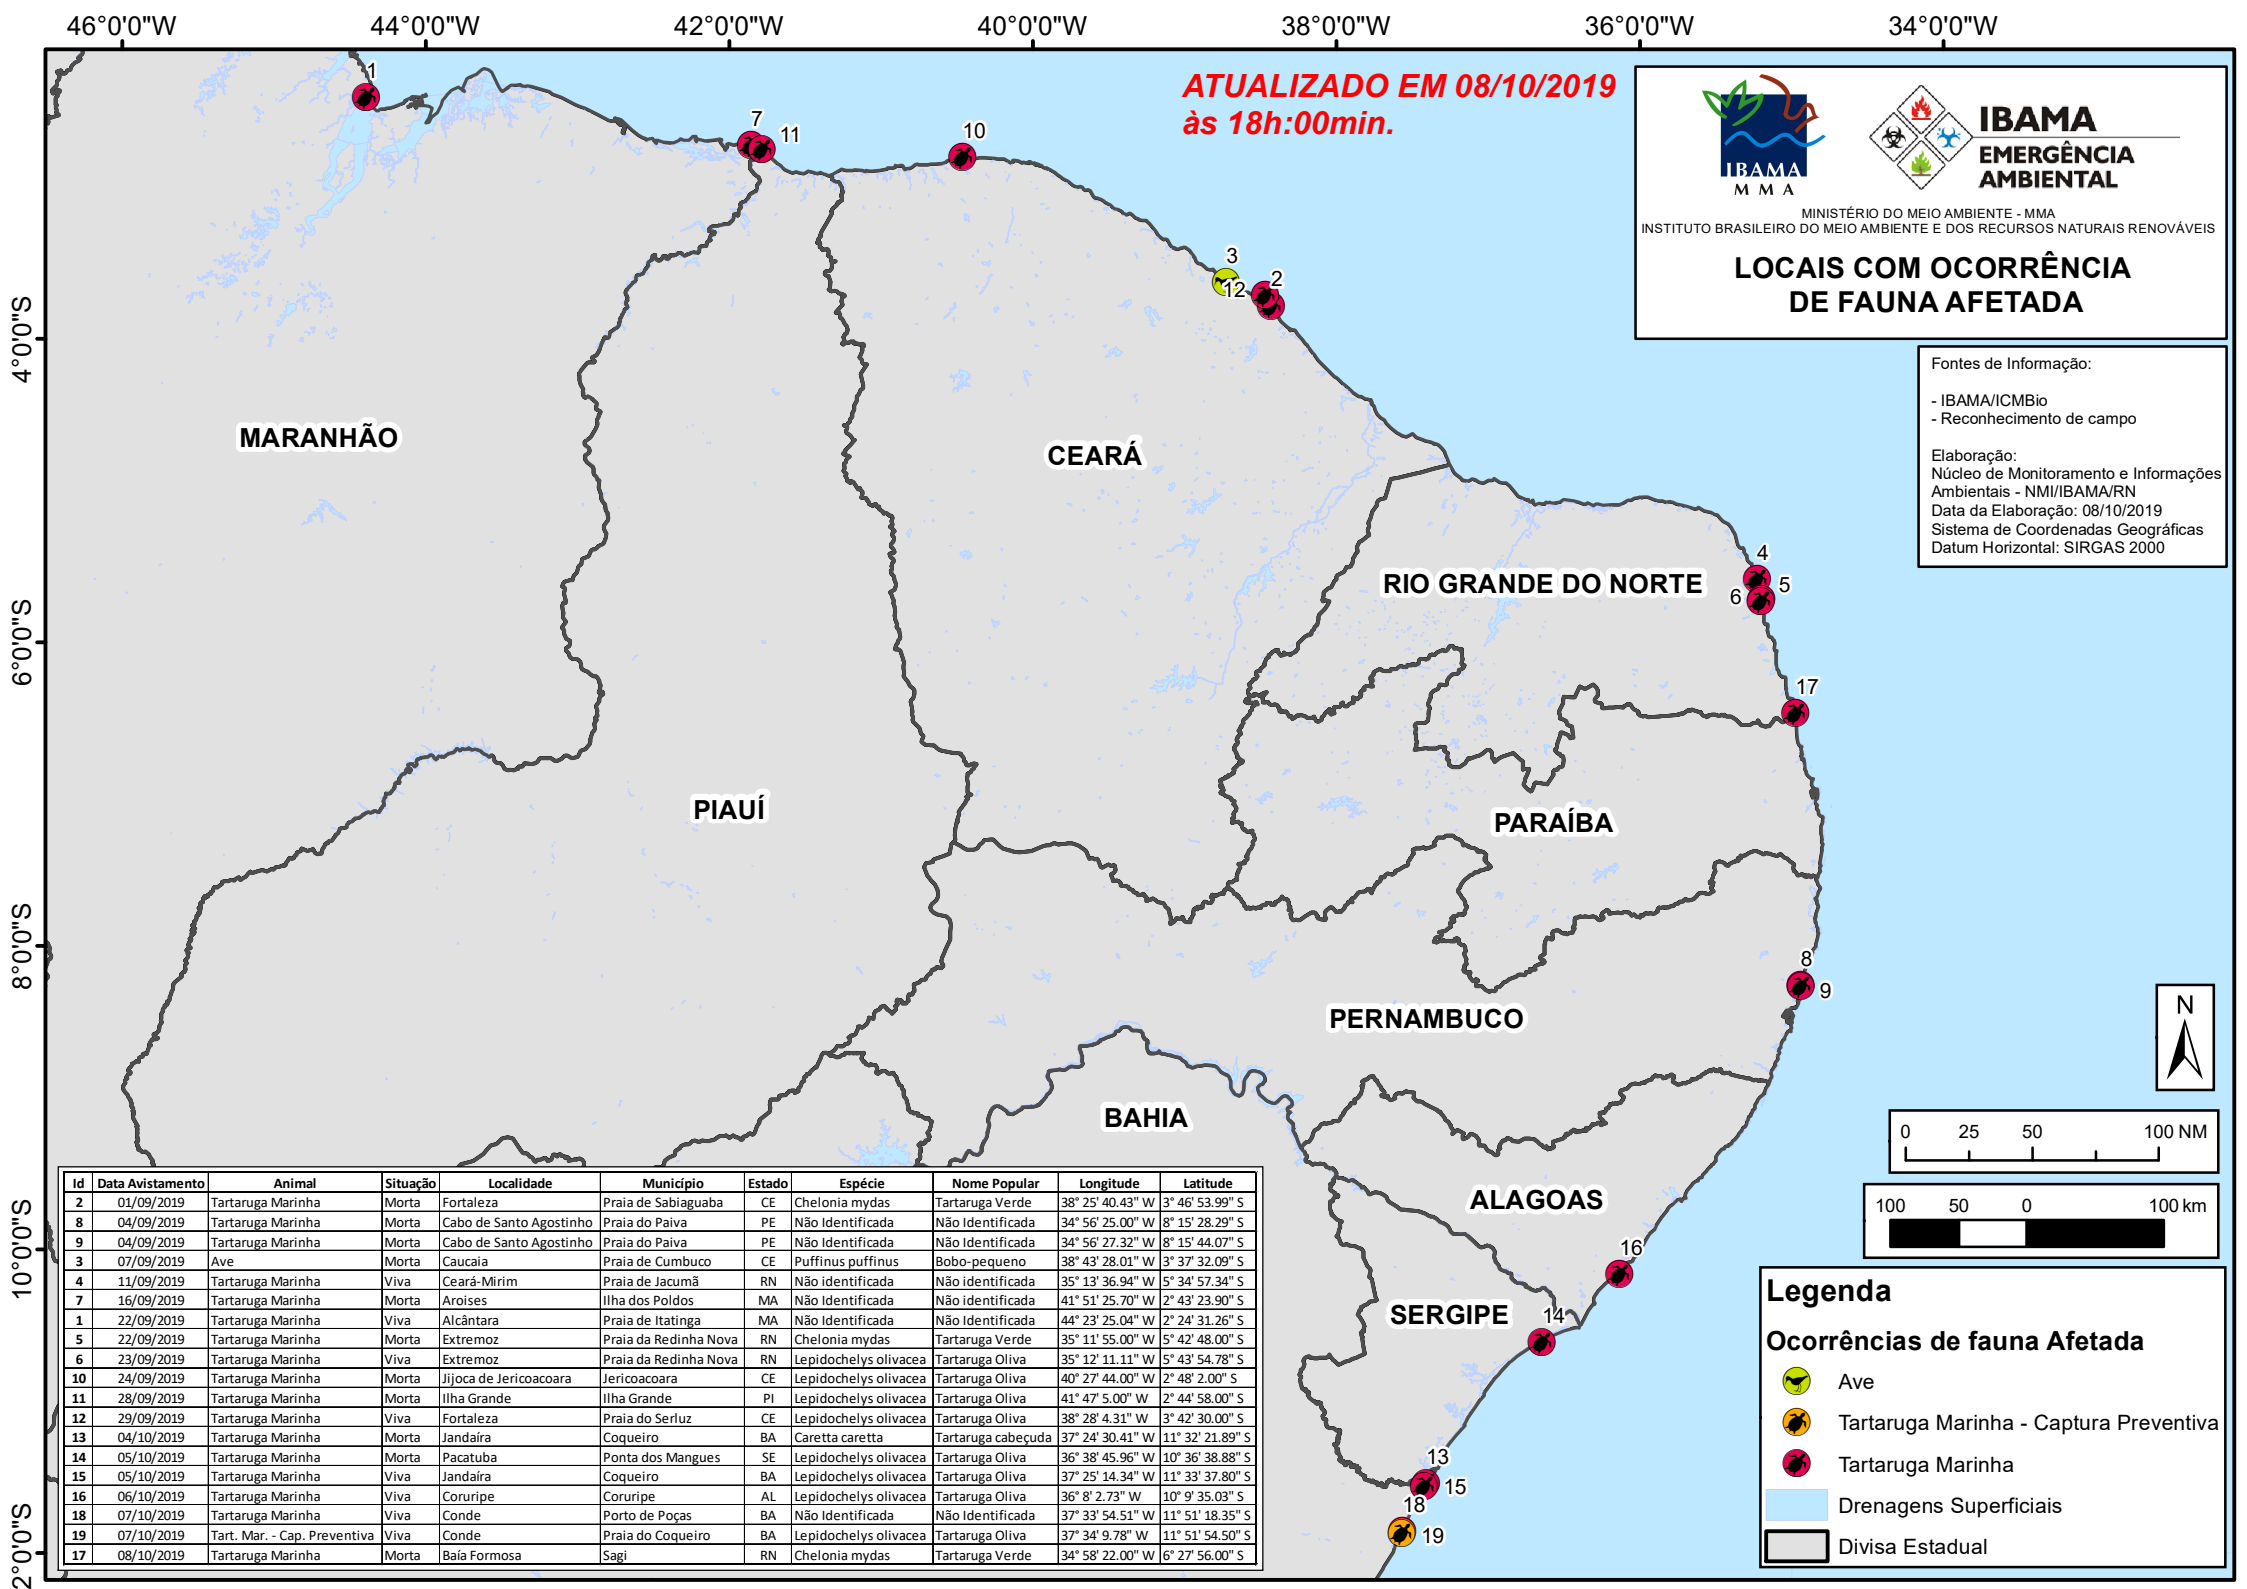 46°0'0"W 44°0'0"W 42°0'0"W 40°0'0"W 38°0'0"W 36°0'0"W 34°0'0"W
4°0'0"S
6°0'0"S
8°0'0"S
10°0'0"S
2°0'0"S
ATUALIZADO EM 08/10/2019
às 18h:00min.
IBAMA
M M A
IBAMA
EMERGÊNCIA
AMBIENTAL
MINISTÉRIO DO MEIO AMBIENTE - MMA
INSTITUTO BRASILEIRO DO MEIO AMBIENTE E DOS RECURSOS NATURAIS RENOVÁVEIS
LOCAIS COM OCORRÊNCIA
DE FAUNA AFETADA
Fontes de Informação:
- IBAMA/ICMBio
- Reconhecimento de campo
Elaboração:
Núcleo de Monitoramento e Informações
Ambientais - NMI/IBAMA/RN
Data da Elaboração: 08/10/2019
Sistema de Coordenadas Geográficas
Datum Horizontal: SIRGAS 2000
1
7
11
10
3
12
2
4
5
6
17
8
9
16
14
13
15
18
19
MARANHÃO
CEARÁ
RIO GRANDE DO NORTE
PIAUÍ
PARAÍBA
PERNAMBUCO
BAHIA
ALAGOAS
SERGIPE
N
0 25 50 100 NM
100 50 0 100 km
Legenda
Ocorrências de fauna Afetada
Ave
Tartaruga Marinha - Captura Preventiva
Tartaruga Marinha
Drenagens Superficiais
Divisa Estadual
Id Data Avistamento Animal Situação Localidade Município Estado Espécie Nome Popular Longitude Latitude
2 01/09/2019 Tartaruga Marinha Morta Fortaleza Praia de Sabiaguaba CE Chelonia mydas Tartaruga Verde 38° 25' 40.43" W 3° 46' 53.99" S
8 04/09/2019 Tartaruga Marinha Morta Cabo de Santo Agostinho Praia do Paiva PE Não Identificada Não Identificada 34° 56' 25.00" W 8° 15' 28.29" S
9 04/09/2019 Tartaruga Marinha Morta Cabo de Santo Agostinho Praia do Paiva PE Não Identificada Não Identificada 34° 56' 27.32" W 8° 15' 44.07" S
3 07/09/2019 Ave Morta Caucaia Praia de Cumbuco CE Puffinus puffinus Bobo-pequeno 38° 43' 28.01" W 3° 37' 32.09" S
4 11/09/2019 Tartaruga Marinha Viva Ceará-Mirim Praia de Jacumã RN Não identificada Não identificada 35° 13' 36.94" W 5° 34' 57.34" S
7 16/09/2019 Tartaruga Marinha Morta Aroises Ilha dos Poldos MA Não Identificada Não identificada 41° 51' 25.70" W 2° 43' 23.90" S
1 22/09/2019 Tartaruga Marinha Viva Alcântara Praia de Itatinga MA Não Identificada Não Identificada 44° 23' 25.04" W 2° 24' 31.26" S
5 22/09/2019 Tartaruga Marinha Morta Extremoz Praia da Redinha Nova RN Chelonia mydas Tartaruga Verde 35° 11' 55.00" W 5° 42' 48.00" S
6 23/09/2019 Tartaruga Marinha Viva Extremoz Praia da Redinha Nova RN Lepidochelys olivacea Tartaruga Oliva 35° 12' 11.11" W 5° 43' 54.78" S
10 24/09/2019 Tartaruga Marinha Morta Jijoca de Jericoacoara Jericoacoara CE Lepidochelys olivacea Tartaruga Oliva 40° 27' 44.00" W 2° 48' 2.00" S
11 28/09/2019 Tartaruga Marinha Morta Ilha Grande Ilha Grande PI Lepidochelys olivacea Tartaruga Oliva 41° 47' 5.00" W 2° 44' 58.00" S
12 29/09/2019 Tartaruga Marinha Viva Fortaleza Praia do Serluz CE Lepidochelys olivacea Tartaruga Oliva 38° 28' 4.31" W 3° 42' 30.00" S
13 04/10/2019 Tartaruga Marinha Morta Jandaíra Coqueiro BA Caretta caretta Tartaruga cabeçuda 37° 24' 30.41" W 11° 32' 21.89" S
14 05/10/2019 Tartaruga Marinha Morta Pacatuba Ponta dos Mangues SE Lepidochelys olivacea Tartaruga Oliva 36° 38' 45.96" W 10° 36' 38.88" S
15 05/10/2019 Tartaruga Marinha Viva Jandaíra Coqueiro BA Lepidochelys olivacea Tartaruga Oliva 37° 25' 14.34" W 11° 33' 37.80" S
16 06/10/2019 Tartaruga Marinha Viva Coruripe Coruripe AL Lepidochelys olivacea Tartaruga Oliva 36° 8' 2.73" W 10° 9' 35.03" S
18 07/10/2019 Tartaruga Marinha Viva Conde Porto de Poças BA Não Identificada Não Identificada 37° 33' 54.51" W 11° 51' 18.35" S
19 07/10/2019 Tart. Mar. - Cap. Preventiva Viva Conde Praia do Coqueiro BA Lepidochelys olivacea Tartaruga Oliva 37° 34' 9.78" W 11° 51' 54.50" S
17 08/10/2019 Tartaruga Marinha Morta Baía Formosa Sagi RN Chelonia mydas Tartaruga Verde 34° 58' 22.00" W 6° 27' 56.00" S